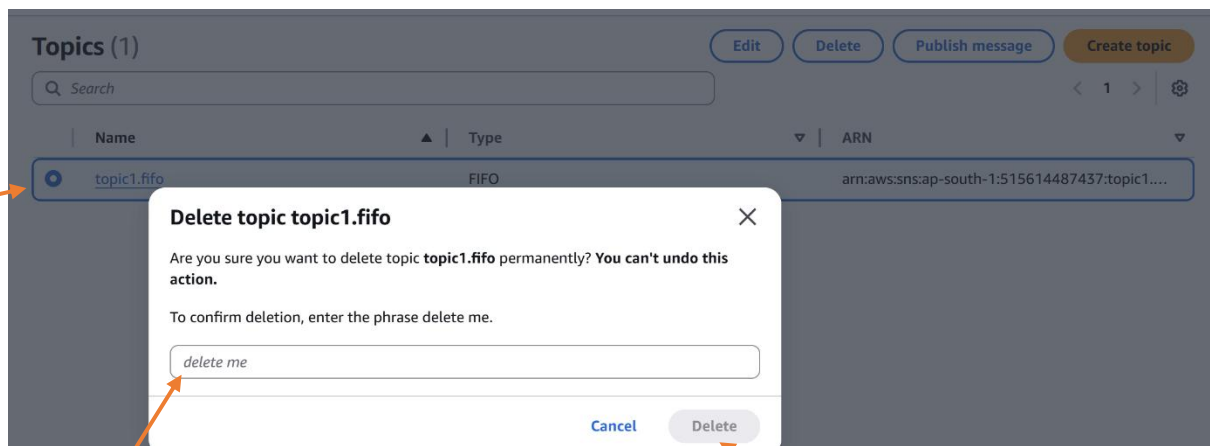 Topics (1)
Edit
Delete
Publish message
Create topic
Search
1
Name
Type
ARN
topic1.fifo
FIFO
arn:aws:sns:ap-south-1:515614487437:topic1....
Delete topic topic1.fifo
Are you sure you want to delete topic topic1.fifo permanently? You can't undo this
action.
To confirm deletion, enter the phrase delete me.
delete me
Cancel
Delete